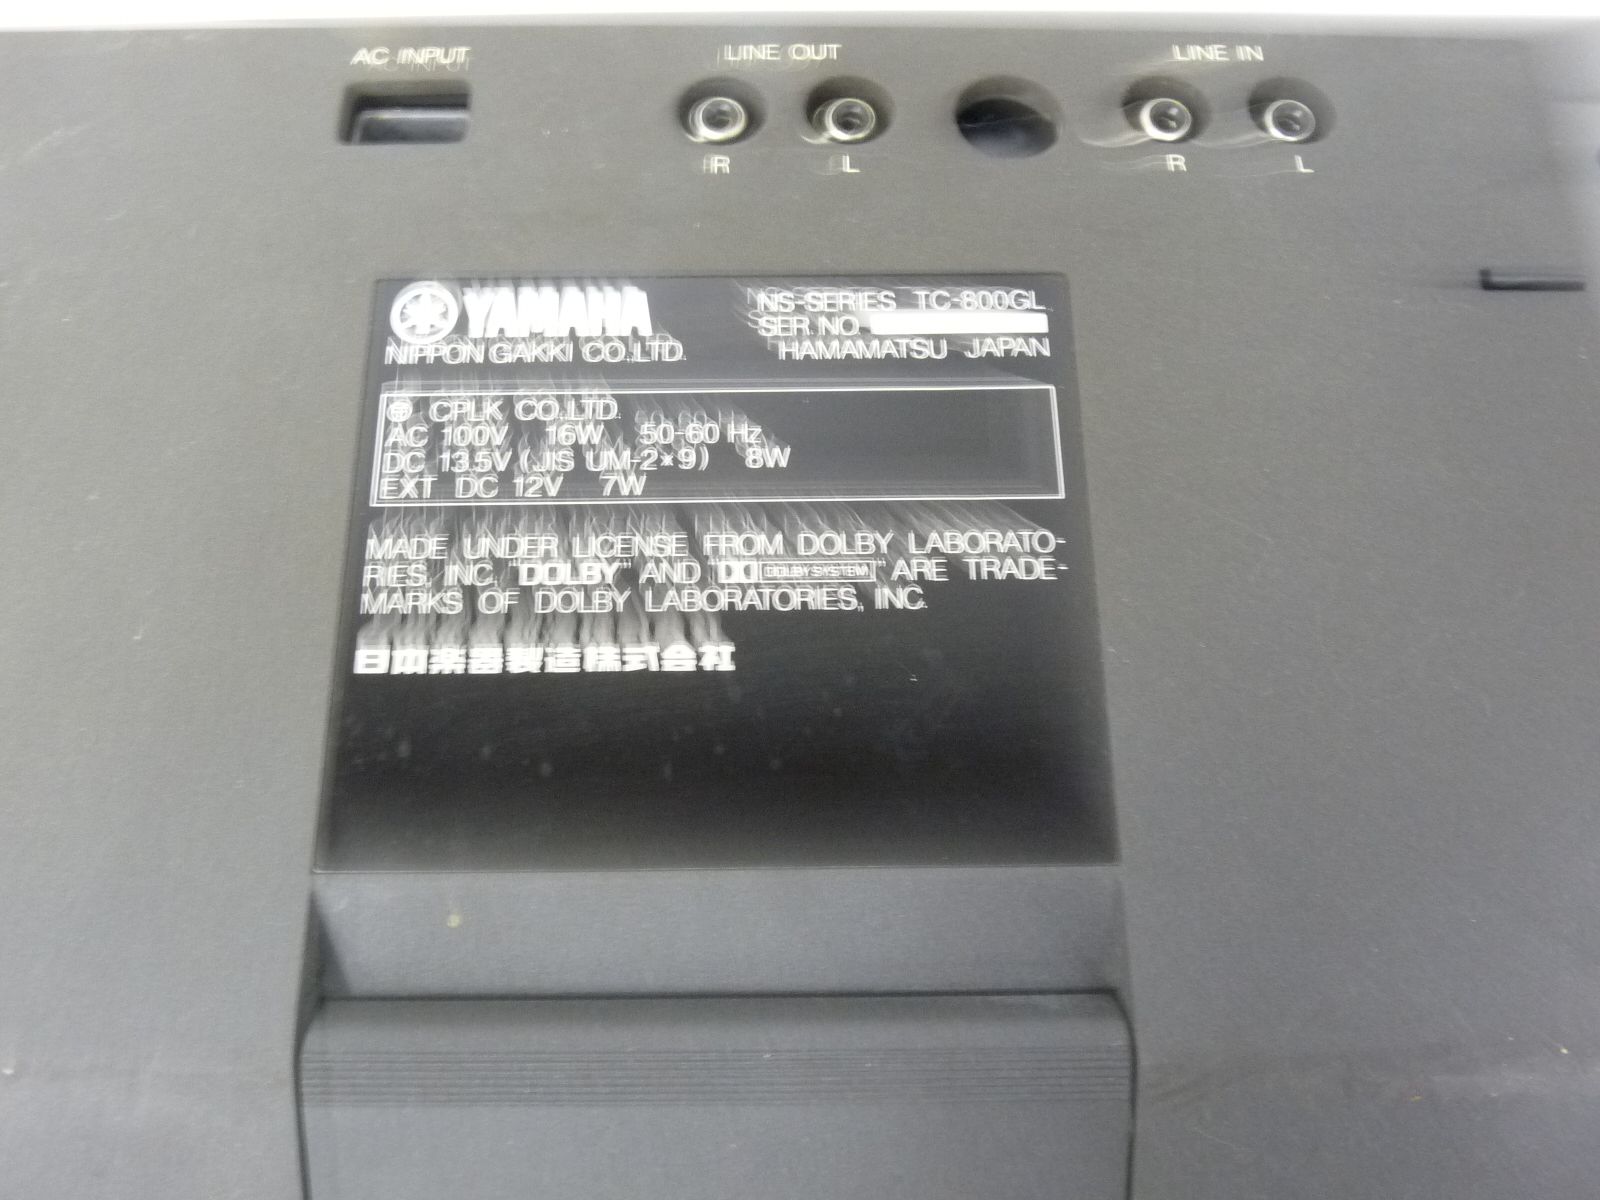 AC INPUT
LINE OUT
LINE IN
R
L
R
L
YAMAHA
NS-SERIES TC-800GL
SER. NO.
NIPPON GAKKI CO.,LTD.
HAMAMATSU JAPAN
CPLK CO.,LTD.
AC 100V 16W 50-60 Hz
DC 13.5V (JIS UM-2×9) 8W
EXT DC 12V 7W
MADE UNDER LICENSE FROM DOLBY LABORATO-
RIES, INC. "DOLBY" AND "DOLBY SYSTEM" ARE TRADE-
MARKS OF DOLBY LABORATORIES, INC.
日本楽器製造株式会社